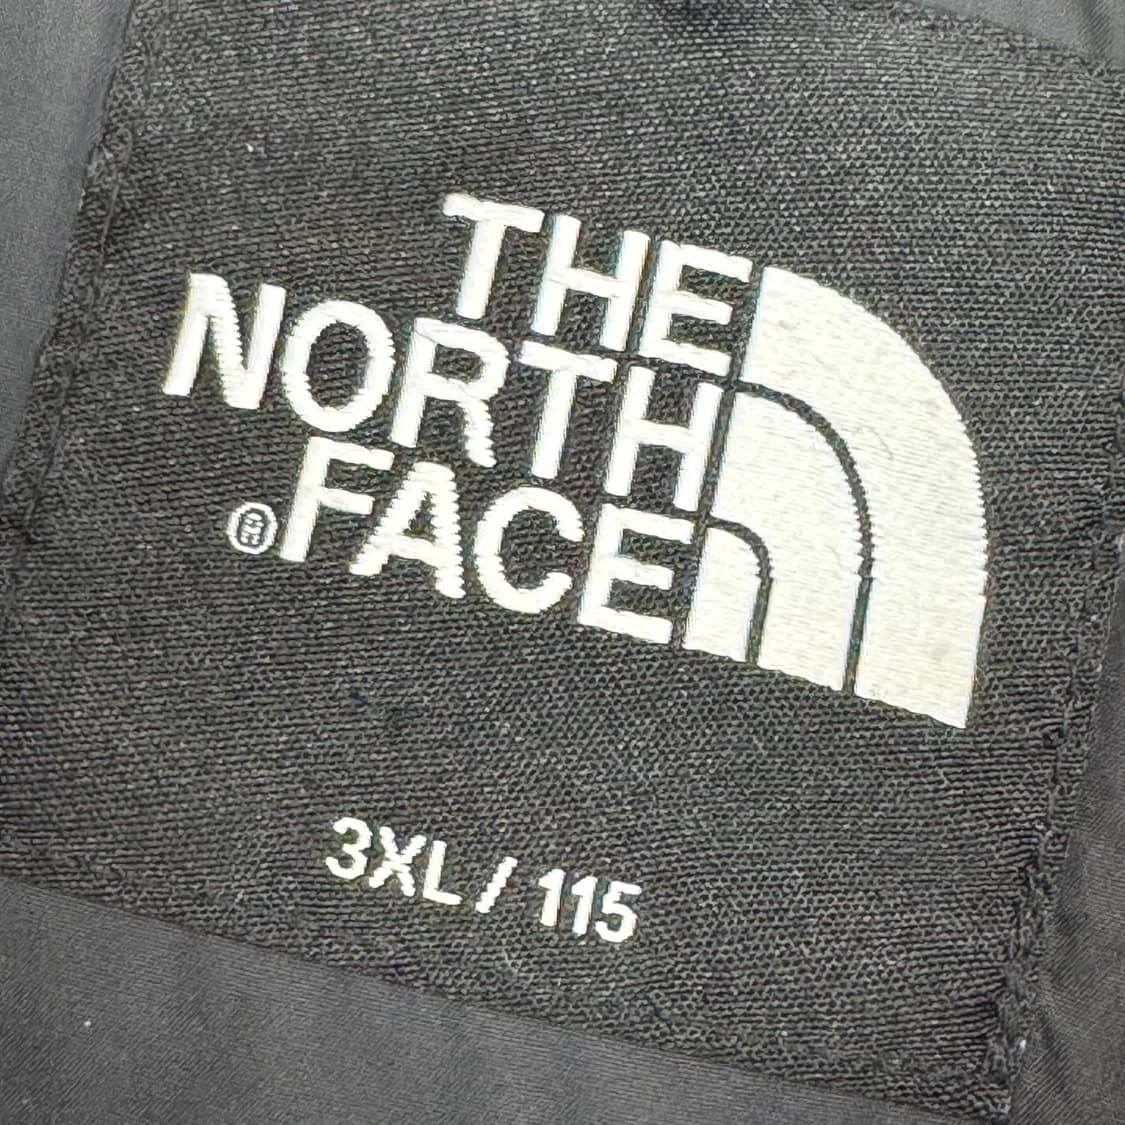 THE
NORTH
FACE
®
3XL / 115